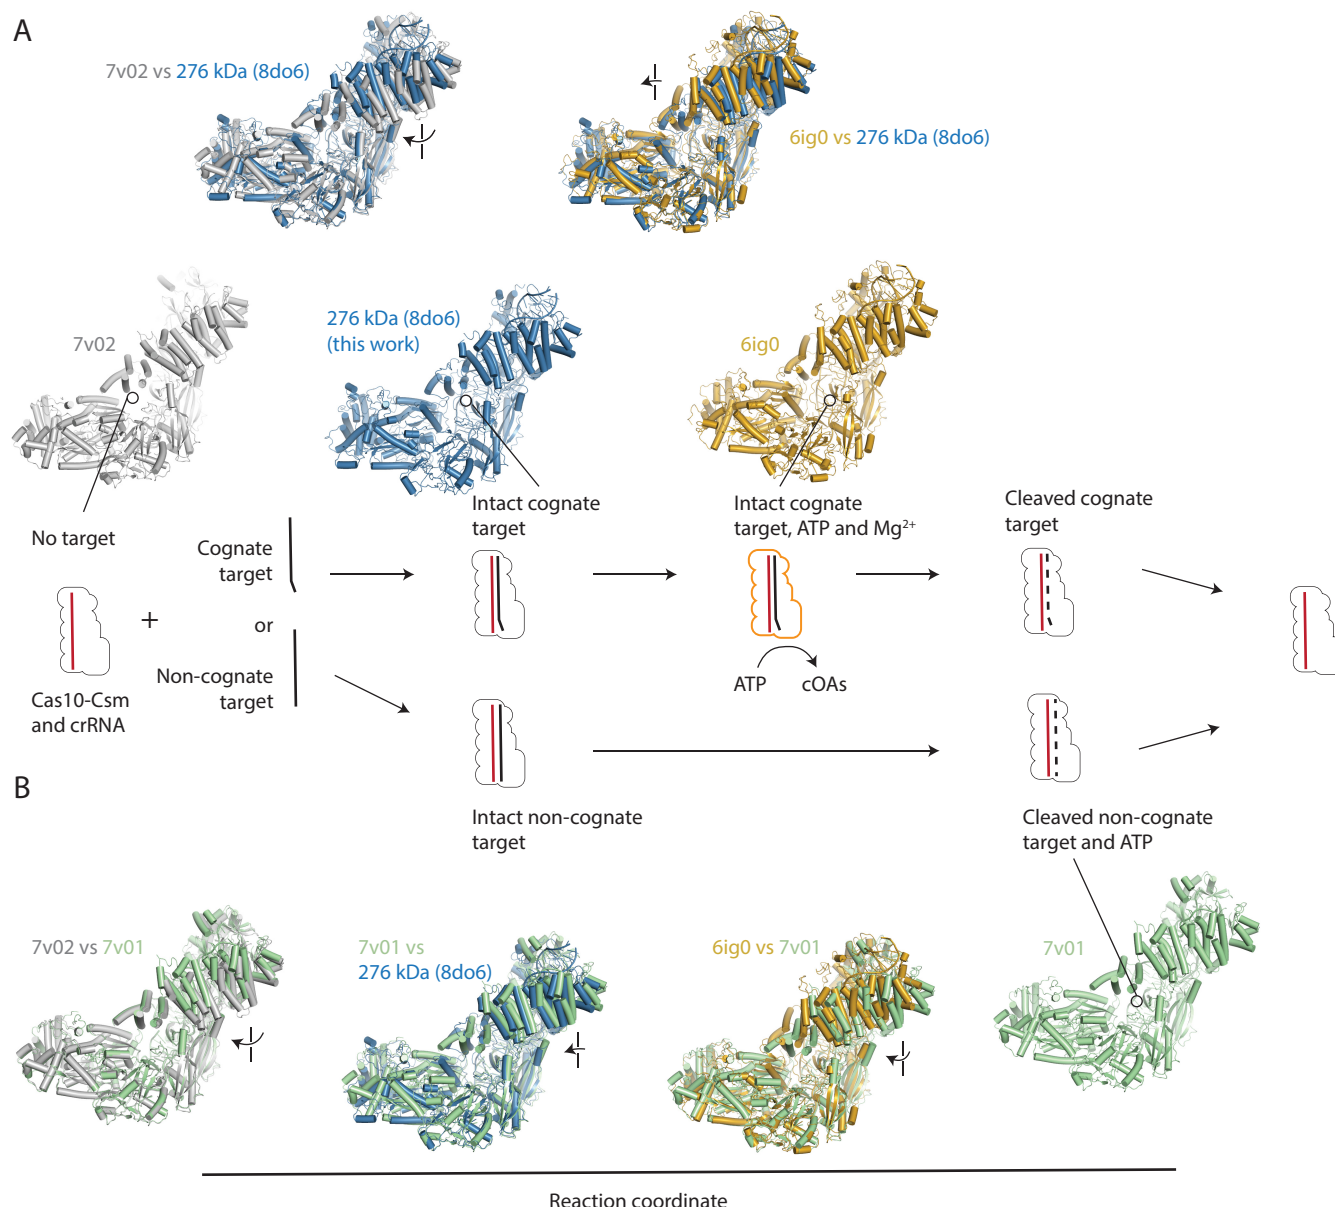 A
7v02 vs 276 kDa (8do6)
6ig0 vs 276 kDa (8do6)
7v02
276 kDa (8do6)
(this work)
6ig0
No target
Intact cognate
target
Intact cognate
target, ATP and Mg²⁺
Cleaved cognate
target
Cognate
target
+
or
Non-cognate
target
Cas10-Csm
and crRNA
ATP
cOAs
B
Intact non-cognate
target
Cleaved non-cognate
target and ATP
7v02 vs 7v01
7v01 vs
276 kDa (8do6)
6ig0 vs 7v01
7v01
Reaction coordinate